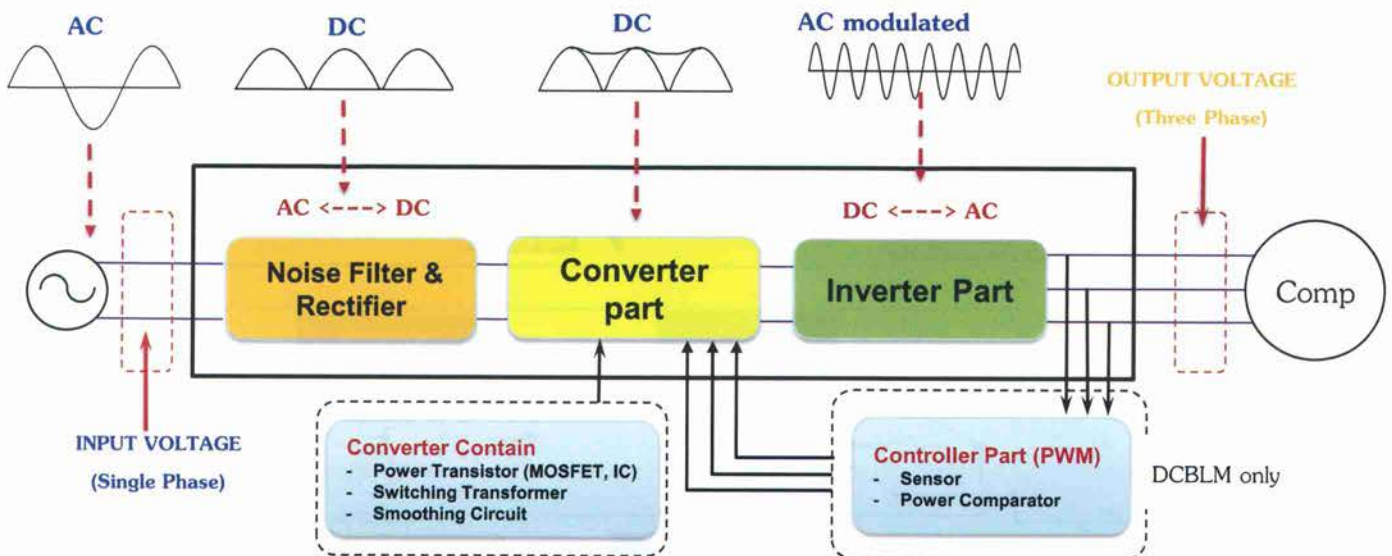 AC
DC
DC
AC modulated
OUTPUT VOLTAGE
(Three Phase)
AC <---> DC
DC <---> AC
Noise Filter &
Rectifier
Converter
part
Inverter Part
Comp
INPUT VOLTAGE
(Single Phase)
Converter Contain
- Power Transistor (MOSFET, IC)
- Switching Transformer
- Smoothing Circuit
Controller Part (PWM)
- Sensor
- Power Comparator
DCBLM only